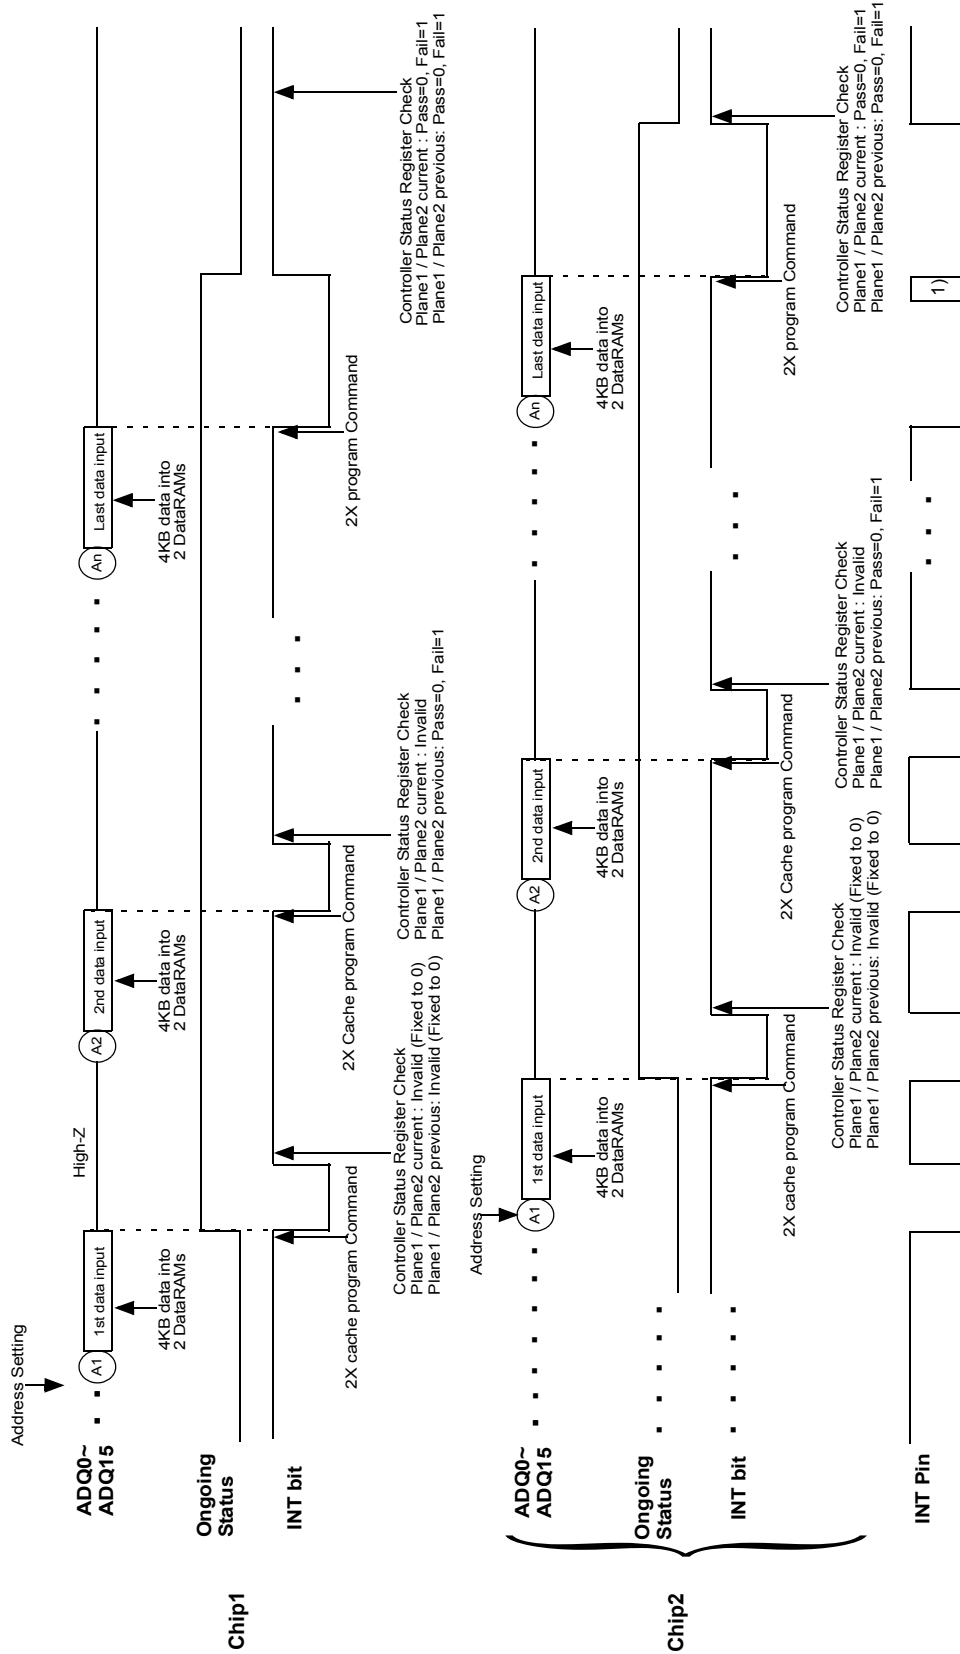 Chip1
ADQ0~
ADQ15
Address Setting
A1
1st data input
4KB data into
2 DataRAMs
High-Z
A2
2nd data input
4KB data into
2 DataRAMs
An
Last data input
4KB data into
2 DataRAMs
Ongoing
Status
INT bit
2X cache program Command
2X Cache program Command
2X program Command
Controller Status Register Check
Plane1 / Plane2 current : Invalid (Fixed to 0)
Plane1 / Plane2 previous: Invalid (Fixed to 0)
Controller Status Register Check
Plane1 / Plane2 current : Invalid
Plane1 / Plane2 previous: Pass=0, Fail=1
Controller Status Register Check
Plane1 / Plane2 current : Pass=0, Fail=1
Plane1 / Plane2 previous: Pass=0, Fail=1
Chip2
Address Setting
ADQ0~
ADQ15
A1
1st data input
4KB data into
2 DataRAMs
A2
2nd data input
4KB data into
2 DataRAMs
An
Last data input
4KB data into
2 DataRAMs
Ongoing
Status
INT bit
2X cache program Command
2X Cache program Command
2X program Command
Controller Status Register Check
Plane1 / Plane2 current : Invalid (Fixed to 0)
Plane1 / Plane2 previous: Invalid (Fixed to 0)
Controller Status Register Check
Plane1 / Plane2 current : Invalid
Plane1 / Plane2 previous: Pass=0, Fail=1
Controller Status Register Check
Plane1 / Plane2 current : Pass=0, Fail=1
Plane1 / Plane2 previous: Pass=0, Fail=1
INT Pin
1)